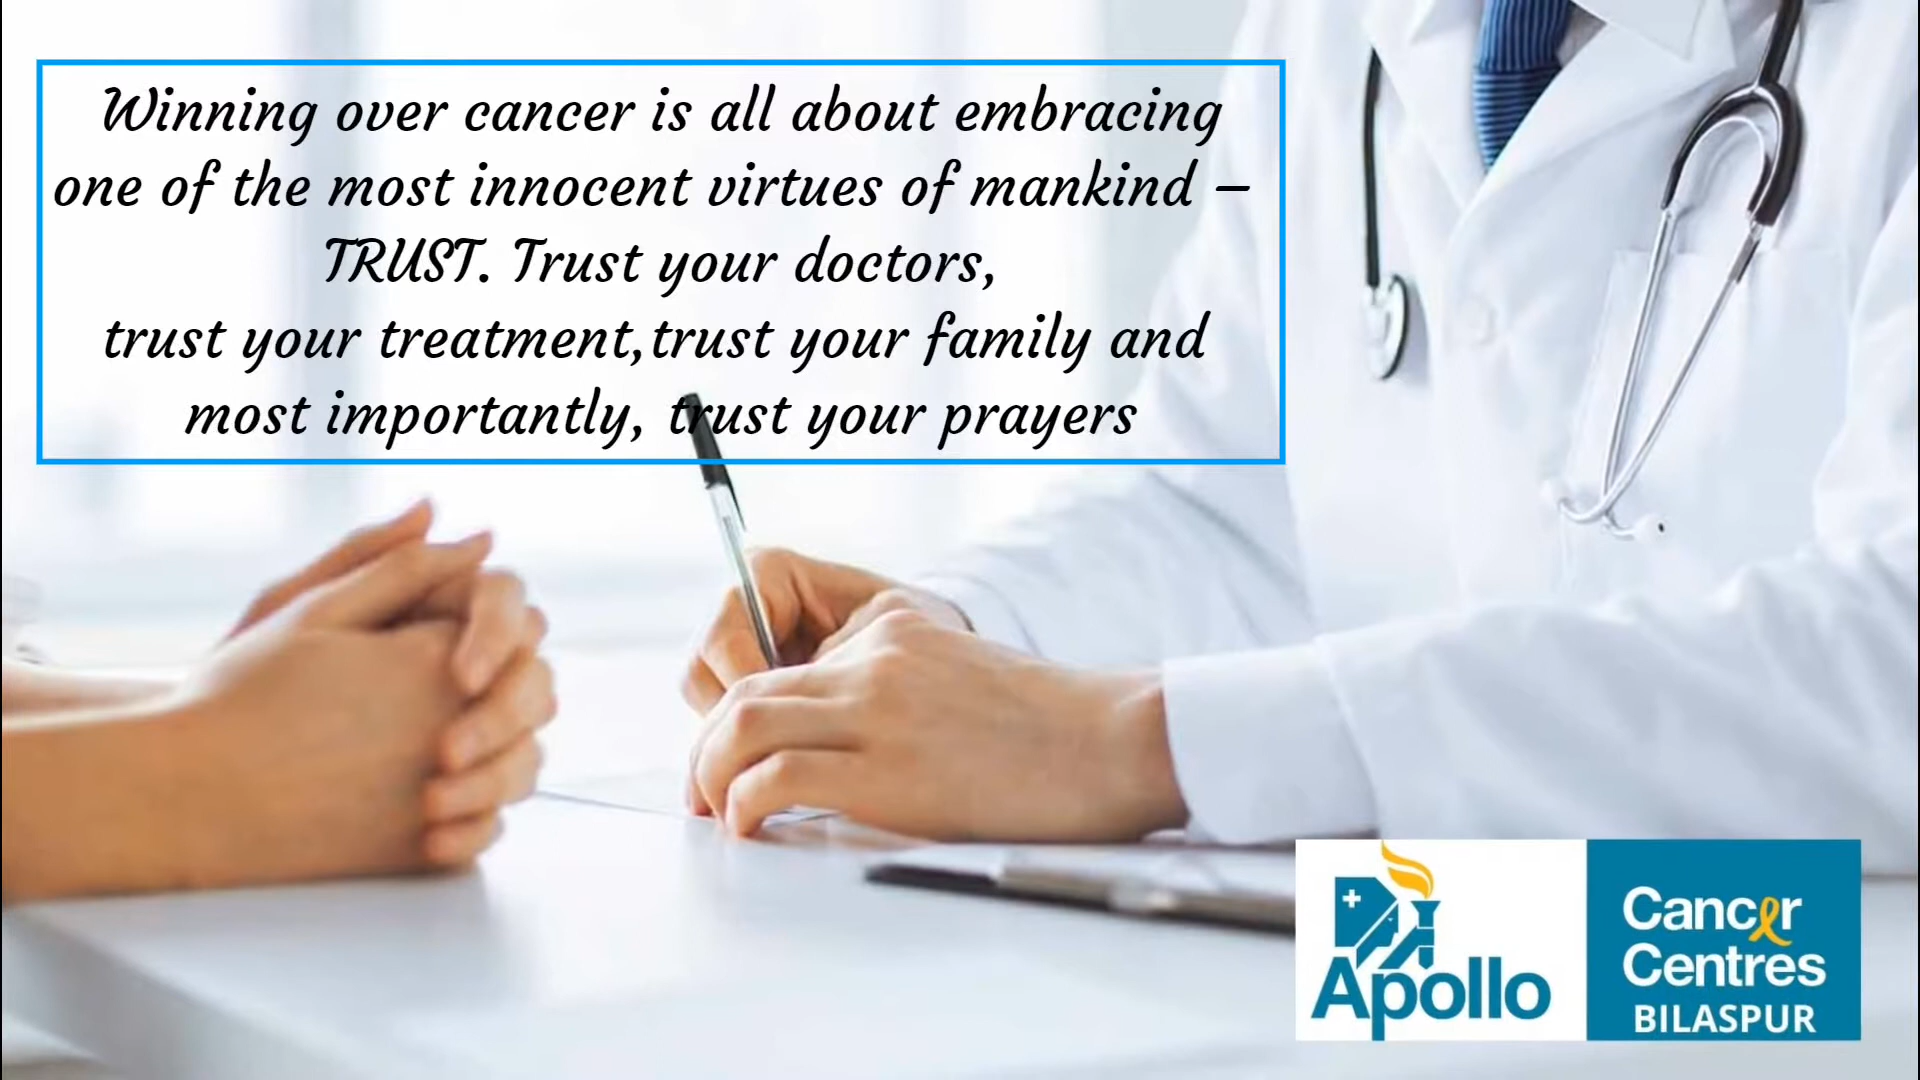 Winning over cancer is all about embracing
one of the most innocent virtues of mankind –
TRUST. Trust your doctors,
trust your treatment,trust your family and
most importantly, trust your prayers
Apollo
Cancer
Centres
BILASPUR